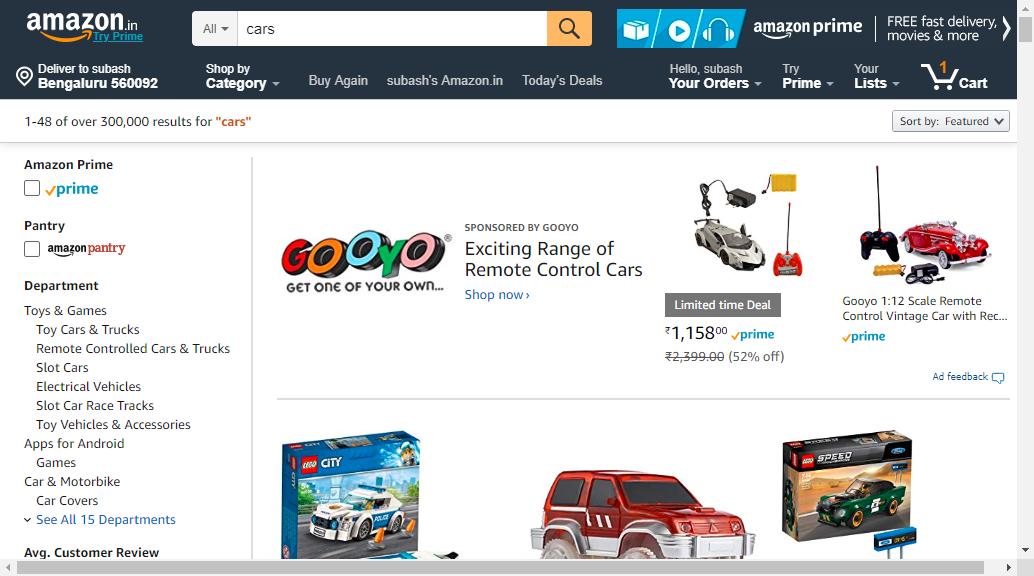 amazon.in
Try Prime
All
cars
amazon prime
FREE fast delivery, movies & more
Deliver to subash
Bengaluru 560092
Shop by
Category
Buy Again
subash's Amazon.in
Today's Deals
Hello, subash
Your Orders
Try
Prime
Your
Lists
1
Cart
1-48 of over 300,000 results for "cars"
Sort by: Featured
Amazon Prime
prime
Pantry
amazon pantry
Department
Toys & Games
Toy Cars & Trucks
Remote Controlled Cars & Trucks
Slot Cars
Electrical Vehicles
Slot Car Race Tracks
Toy Vehicles & Accessories
Apps for Android
Games
Car & Motorbike
Car Covers
See All 15 Departments
Avg. Customer Review
GOOYO®
GET ONE OF YOUR OWN...
SPONSORED BY GOOYO
Exciting Range of
Remote Control Cars
Shop now ›
Limited time Deal
₹1,158.00 prime
₹2,399.00 (52% off)
Gooyo 1:12 Scale Remote
Control Vintage Car with Rec...
prime
Ad feedback
LEGO CITY
POLICE
LEGO SPEED
Ford